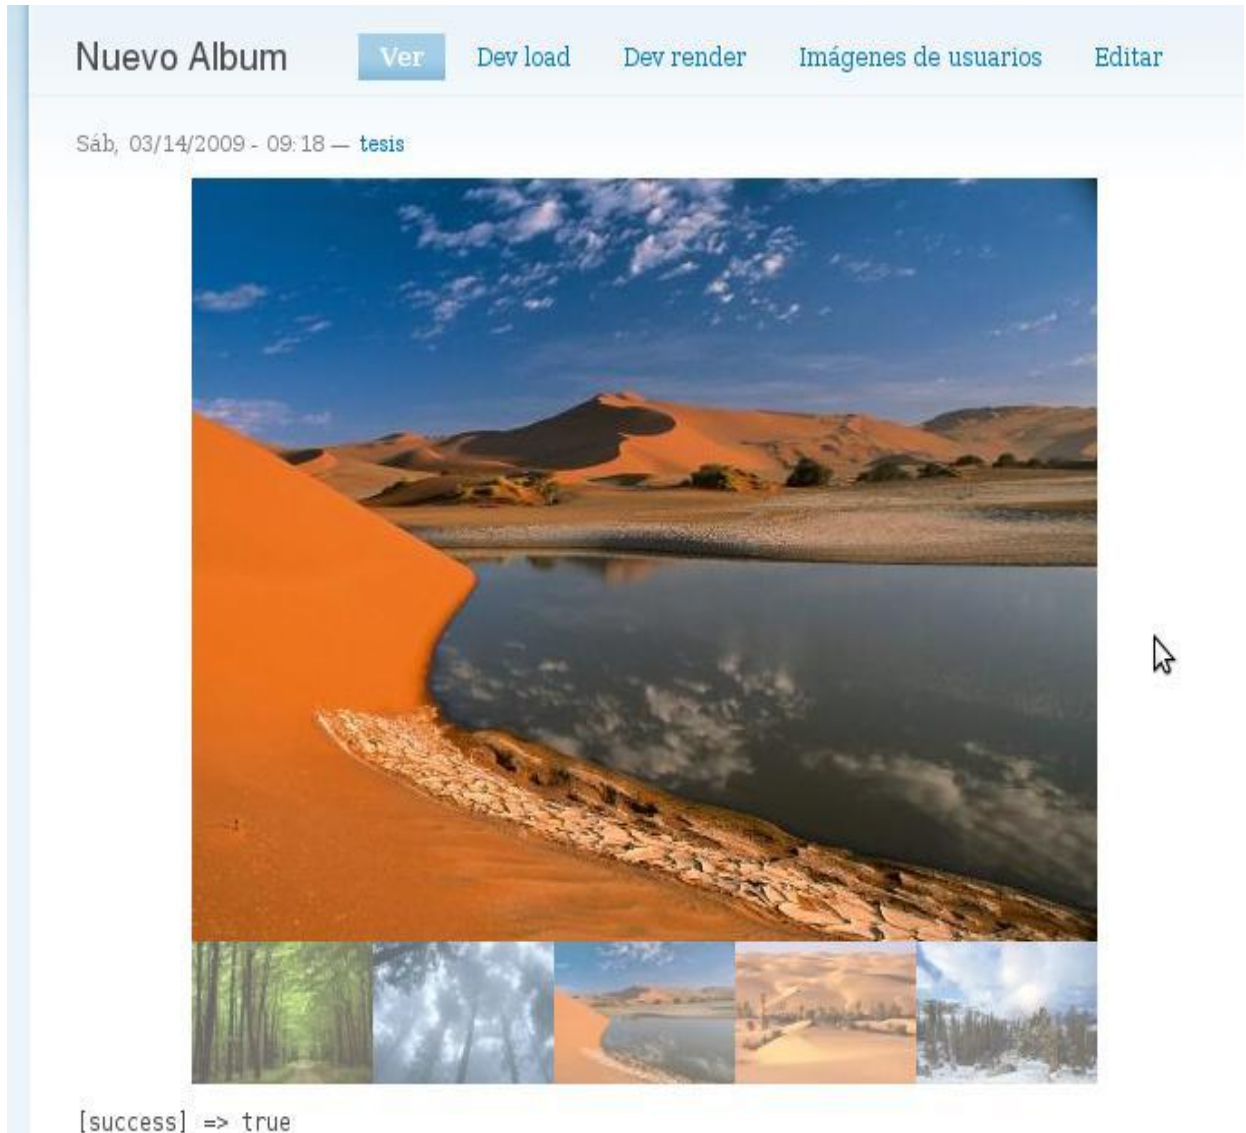 Nuevo Album Ver Dev load Dev render Imágenes de usuarios Editar
Sáb, 03/14/2009 - 09:18 — tesis
[success] => true